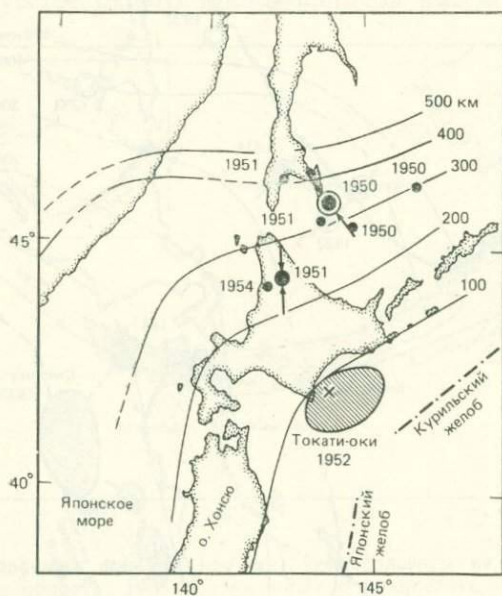 500 км
400
1951
1950
300
1950
1951
1950
45°
200
1954
1951
100
Токати-оки
1952
Курильский
желоб
40°
Японское
море
о. Хонсю
Японский
желоб
140°
145°